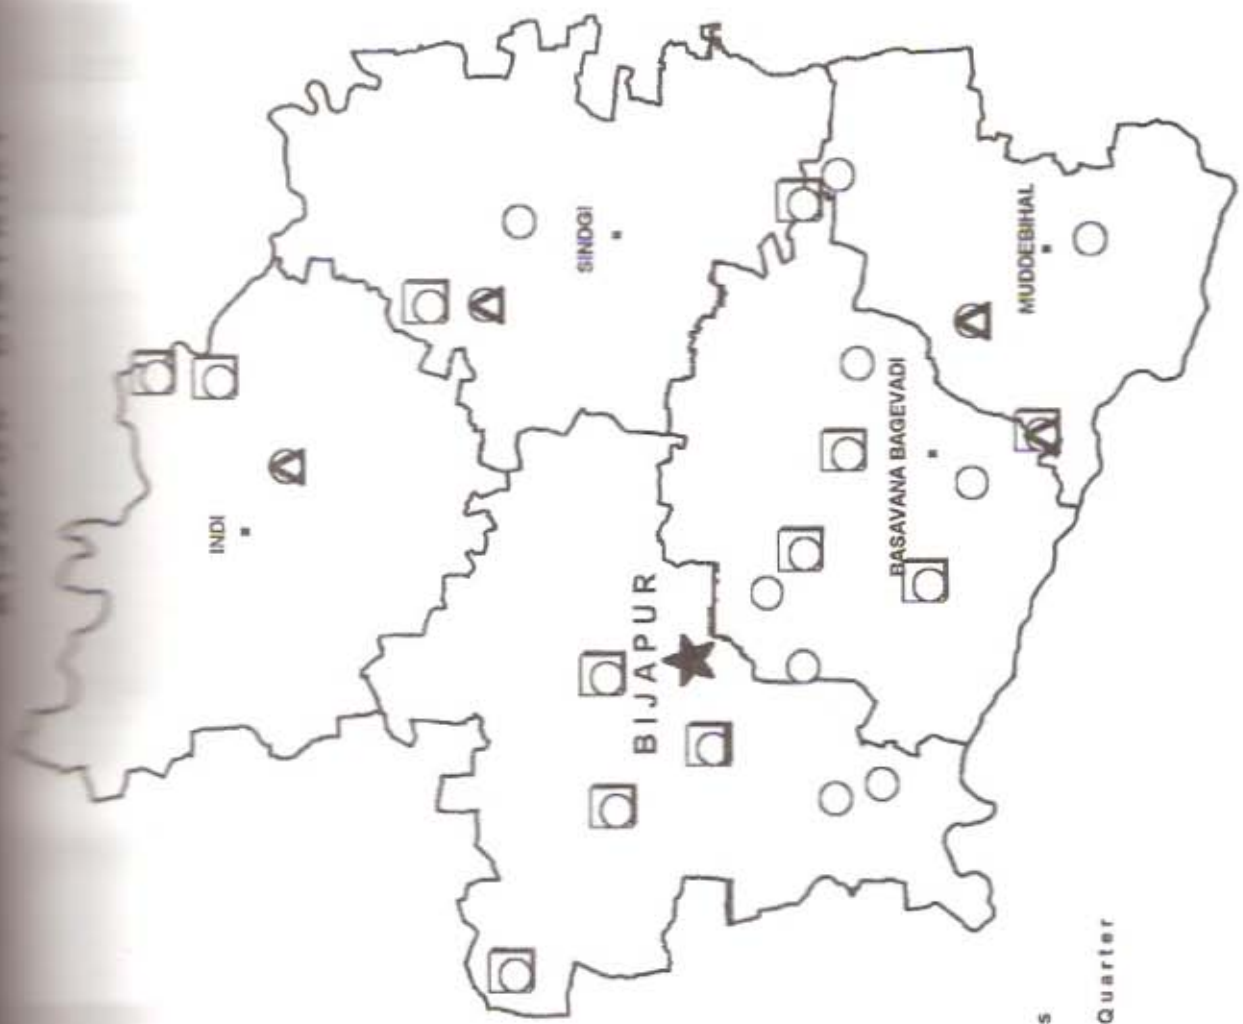 INDI
SINDGI
BIJAPUR
BASAVANA BAGEVADI
MUDDEBIHAL
s
Quarter